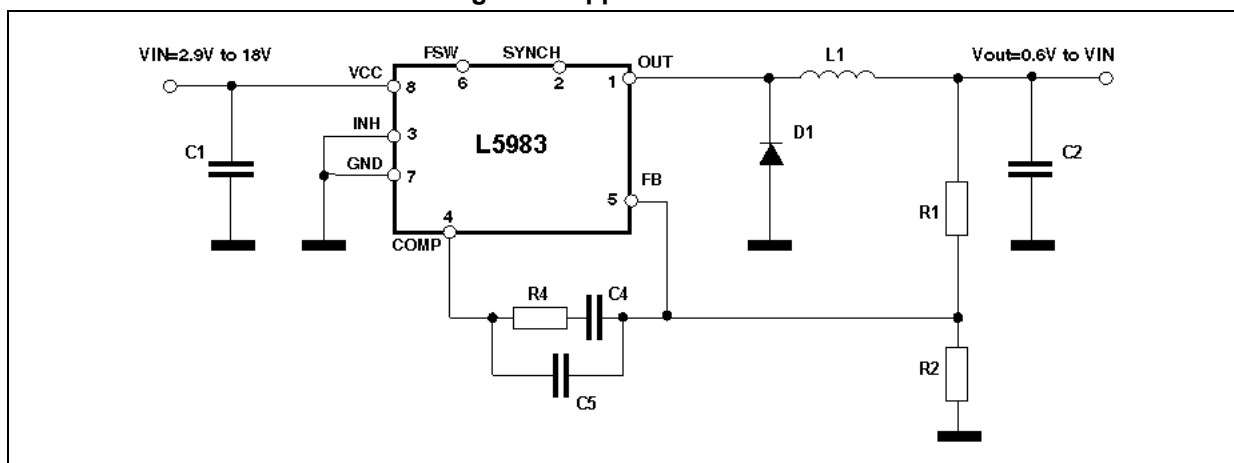 VIN=2.9V to 18V
FSW
SYNCH
OUT
L1
Vout=0.6V to VIN
VCC
8
6
2
1
INH
3
C1
L5983
D1
C2
GND
7
FB
5
R1
4
COMP
R4
C4
R2
C5